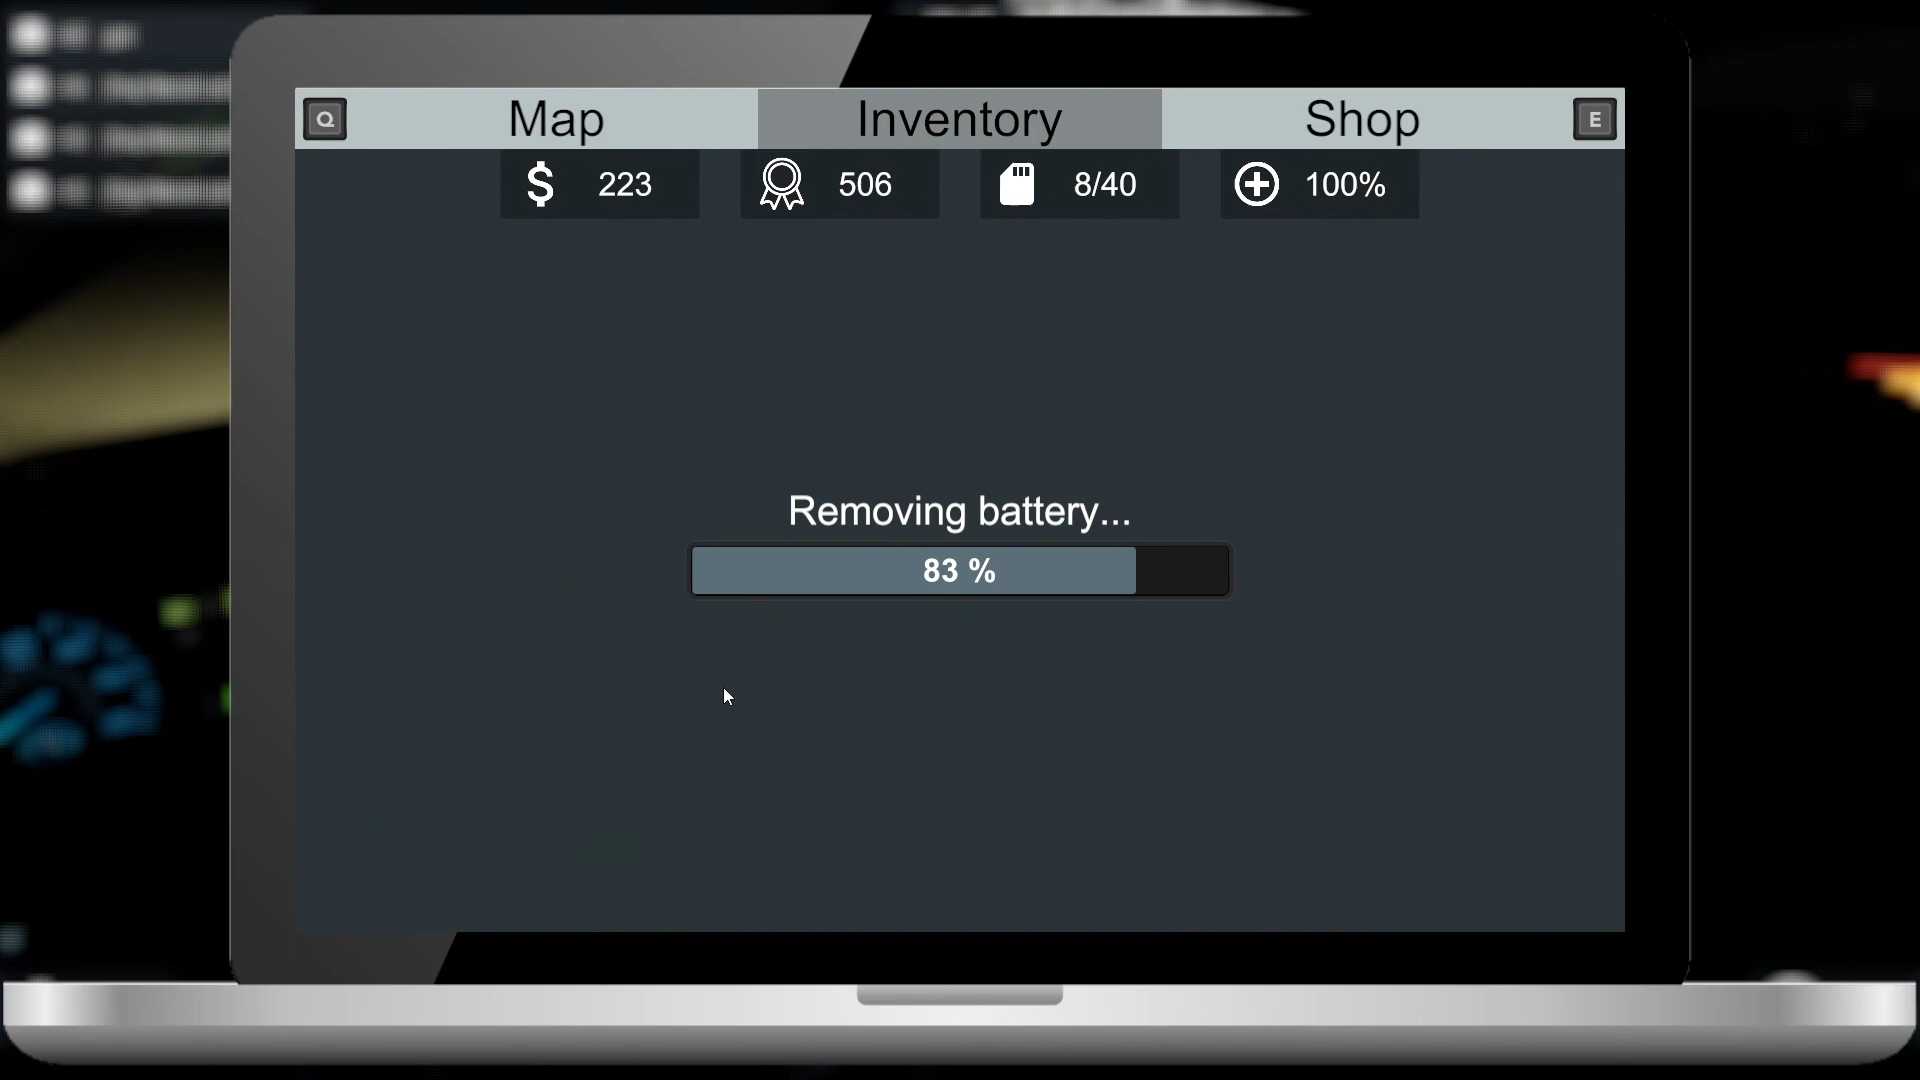 Q
Map
Inventory
Shop
E
$ 223
506
8/40
100%
Removing battery...
83 %